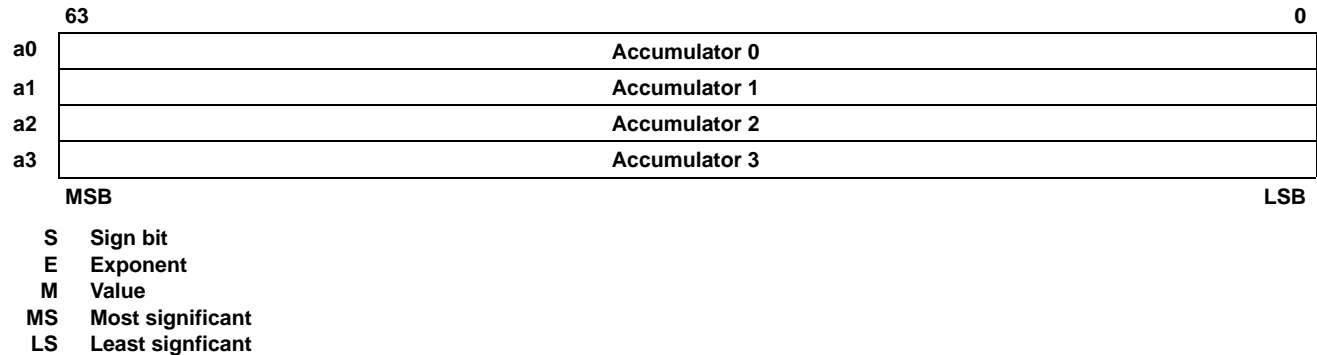 63 0
a0 Accumulator 0
a1 Accumulator 1
a2 Accumulator 2
a3 Accumulator 3
MSB LSB
S Sign bit
E Exponent
M Value
MS Most significant
LS Least signficant